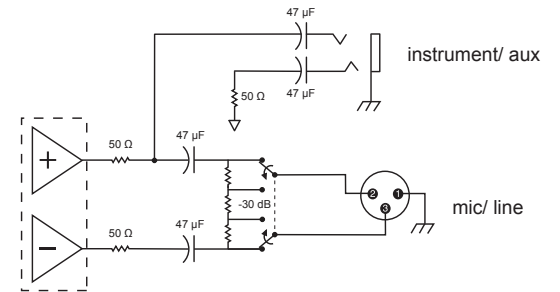 47 µF
instrument/ aux
47 µF
50 Ω
50 Ω
47 µF
+
-30 dB
2
1
3
mic/ line
50 Ω
47 µF
−